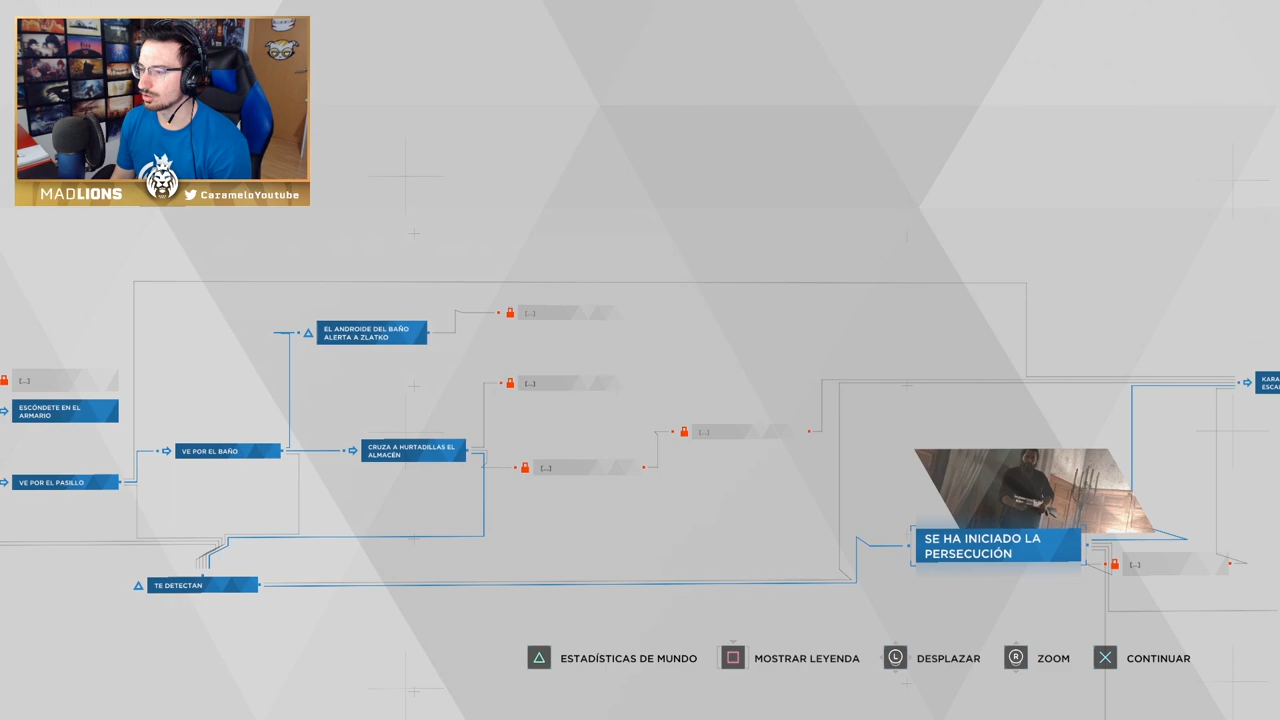 MADLIONS
CarameloYoutube
EL ANDROIDE DEL BAÑO
ALERTA A ZLATKO
[...]
[...]
[...]
ESCÓNDETE EN EL
ARMARIO
VE POR EL BAÑO
CRUZA A HURTADILLAS EL
ALMACÉN
[...]
[...]
VE POR EL PASILLO
KARA
ESCA
SE HA INICIADO LA
PERSECUCIÓN
[...]
TE DETECTAN
ESTADÍSTICAS DE MUNDO
MOSTRAR LEYENDA
L
DESPLAZAR
R
ZOOM
CONTINUAR